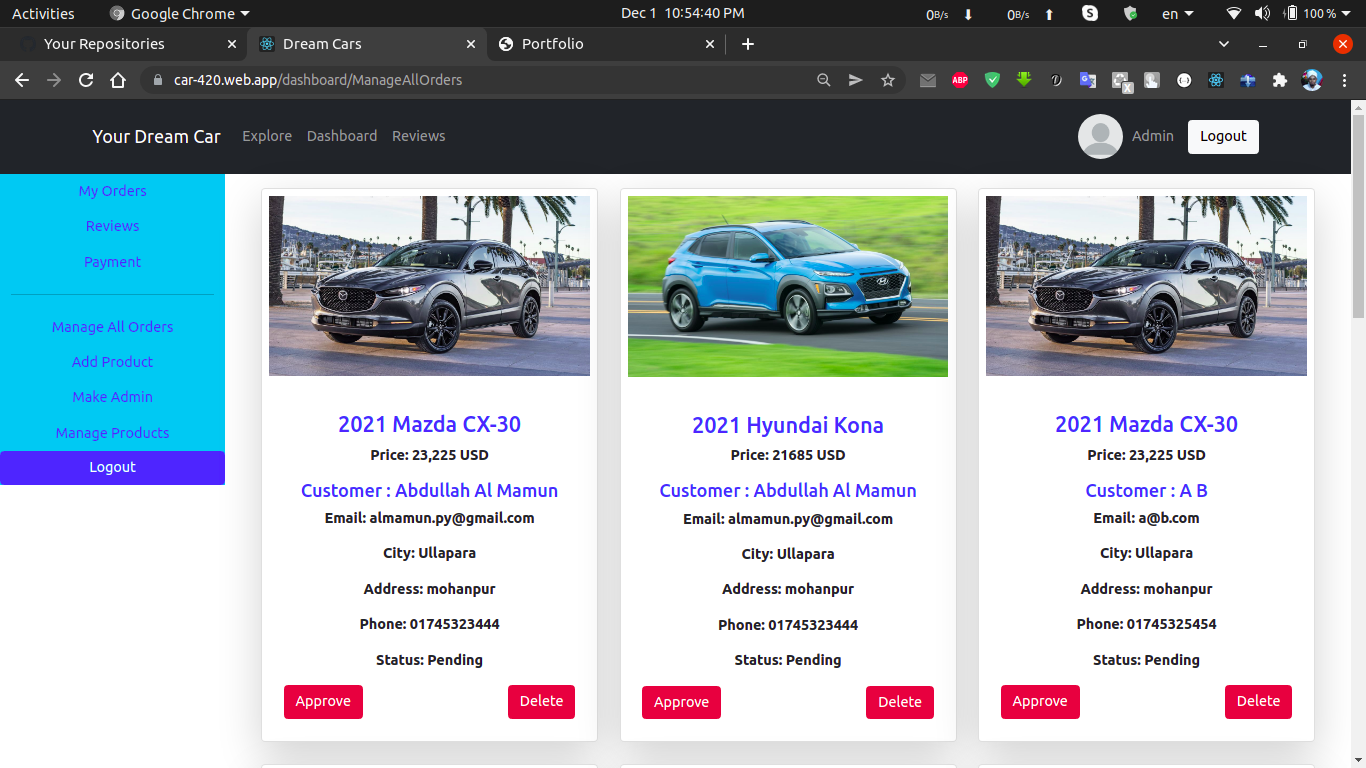 Activities Google Chrome Dec 1 10:54:40 PM 0B/s 0B/s en 100 %
Your Repositories Dream Cars Portfolio
car-420.web.app/dashboard/ManageAllOrders ABP
Your Dream Car Explore Dashboard Reviews Admin Logout
My Orders
Reviews
Payment
Manage All Orders
Add Product
Make Admin
Manage Products
Logout
2021 Mazda CX-30
Price: 23,225 USD
Customer : Abdullah Al Mamun
Email: almamun.py@gmail.com
City: Ullapara
Address: mohanpur
Phone: 01745323444
Status: Pending
Approve Delete
2021 Hyundai Kona
Price: 21685 USD
Customer : Abdullah Al Mamun
Email: almamun.py@gmail.com
City: Ullapara
Address: mohanpur
Phone: 01745323444
Status: Pending
Approve Delete
2021 Mazda CX-30
Price: 23,225 USD
Customer : A B
Email: a@b.com
City: Ullapara
Address: mohanpur
Phone: 01745325454
Status: Pending
Approve Delete